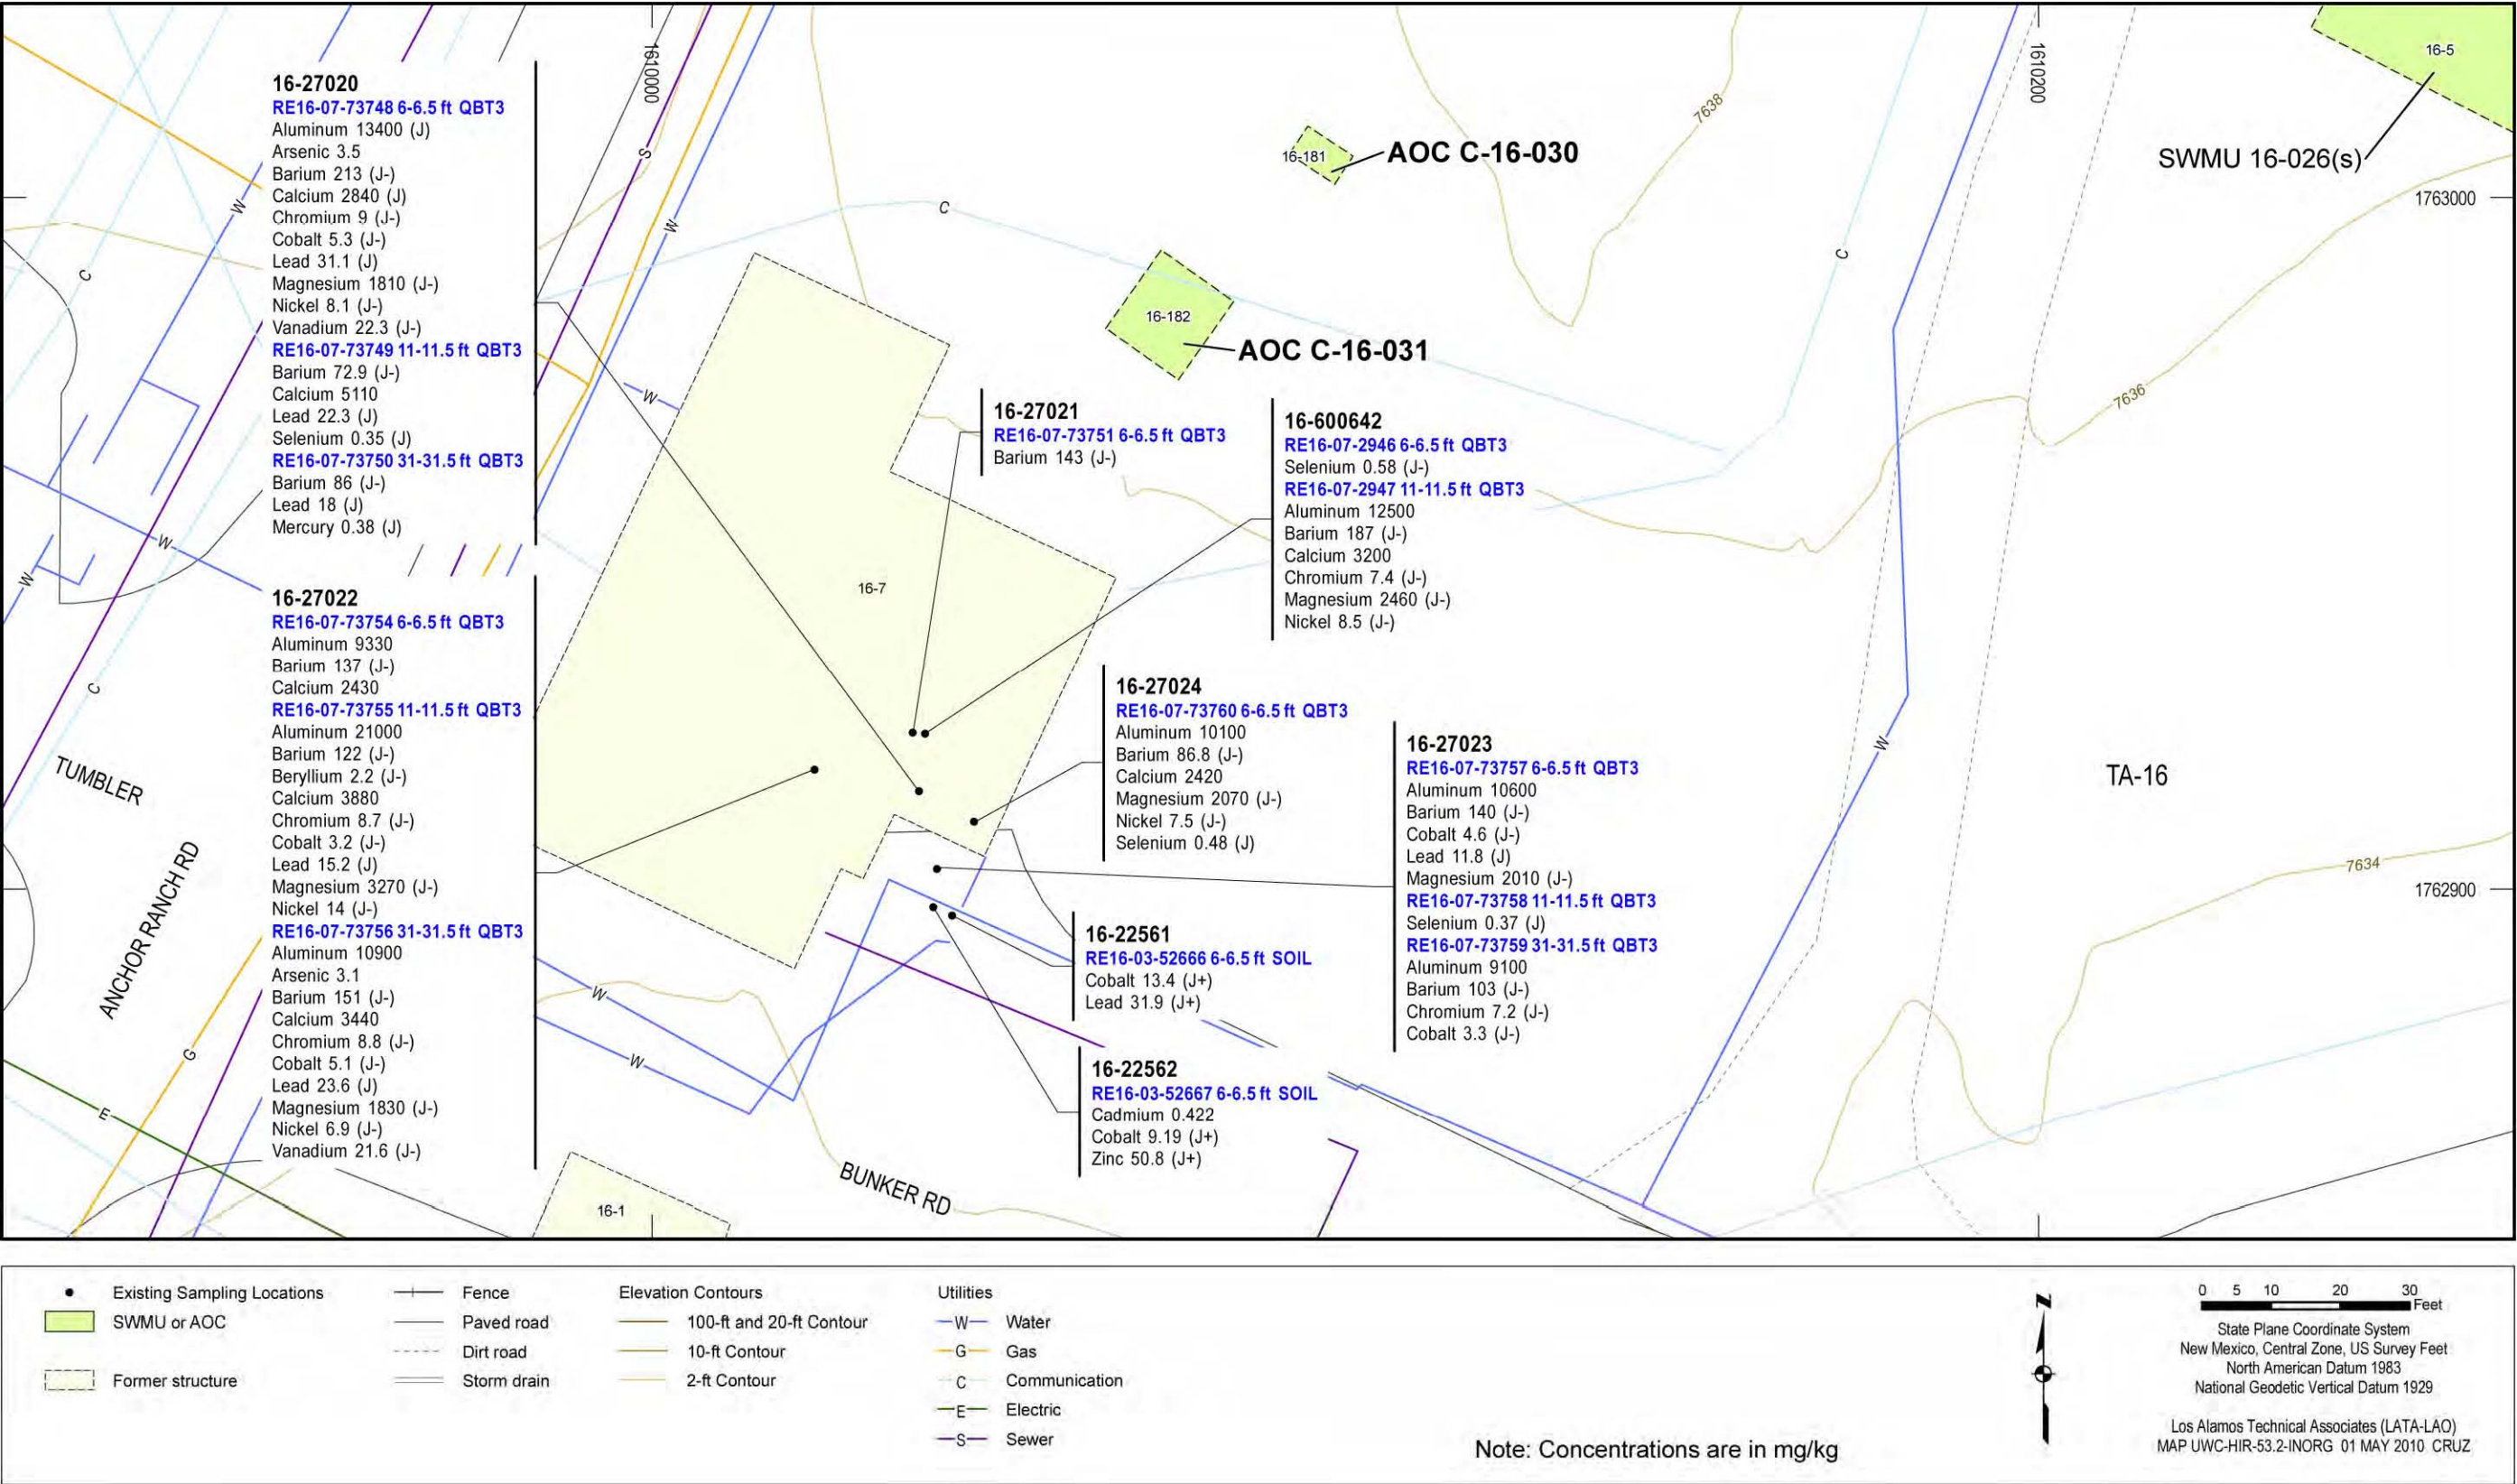 16-27020
RE16-07-73748 6-6.5 ft QBT3
Aluminum 13400 (J)
Arsenic 3.5
Barium 213 (J-)
Calcium 2840 (J)
Chromium 9 (J-)
Cobalt 5.3 (J-)
Lead 31.1 (J)
Magnesium 1810 (J-)
Nickel 8.1 (J-)
Vanadium 22.3 (J-)
RE16-07-73749 11-11.5 ft QBT3
Barium 72.9 (J-)
Calcium 5110
Lead 22.3 (J)
Selenium 0.35 (J)
RE16-07-73750 31-31.5 ft QBT3
Barium 86 (J-)
Lead 18 (J)
Mercury 0.38 (J)
16-27022
RE16-07-73754 6-6.5 ft QBT3
Aluminum 9330
Barium 137 (J-)
Calcium 2430
RE16-07-73755 11-11.5 ft QBT3
Aluminum 21000
Barium 122 (J-)
Beryllium 2.2 (J-)
Calcium 3880
Chromium 8.7 (J-)
Cobalt 3.2 (J-)
Lead 15.2 (J)
Magnesium 3270 (J-)
Nickel 14 (J-)
RE16-07-73756 31-31.5 ft QBT3
Aluminum 10900
Arsenic 3.1
Barium 151 (J-)
Calcium 3440
Chromium 8.8 (J-)
Cobalt 5.1 (J-)
Lead 23.6 (J)
Magnesium 1830 (J-)
Nickel 6.9 (J-)
Vanadium 21.6 (J-)
1610000
1610200
16-5
SWMU 16-026(s)
7638
16-181
AOC C-16-030
1763000
16-182
AOC C-16-031
7636
16-27021
RE16-07-73751 6-6.5 ft QBT3
Barium 143 (J-)
16-600642
RE16-07-2946 6-6.5 ft QBT3
Selenium 0.58 (J-)
RE16-07-2947 11-11.5 ft QBT3
Aluminum 12500
Barium 187 (J-)
Calcium 3200
Chromium 7.4 (J-)
Magnesium 2460 (J-)
Nickel 8.5 (J-)
16-7
16-27024
RE16-07-73760 6-6.5 ft QBT3
Aluminum 10100
Barium 86.8 (J-)
Calcium 2420
Magnesium 2070 (J-)
Nickel 7.5 (J-)
Selenium 0.48 (J)
16-27023
RE16-07-73757 6-6.5 ft QBT3
Aluminum 10600
Barium 140 (J-)
Cobalt 4.6 (J-)
Lead 11.8 (J)
Magnesium 2010 (J-)
RE16-07-73758 11-11.5 ft QBT3
Selenium 0.37 (J)
RE16-07-73759 31-31.5 ft QBT3
Aluminum 9100
Barium 103 (J-)
Chromium 7.2 (J-)
Cobalt 3.3 (J-)
TA-16
7634
1762900
16-22561
RE16-03-52666 6-6.5 ft SOIL
Cobalt 13.4 (J+)
Lead 31.9 (J+)
16-22562
RE16-03-52667 6-6.5 ft SOIL
Cadmium 0.422
Cobalt 9.19 (J+)
Zinc 50.8 (J+)
TUMBLER
ANCHOR RANCH RD
BUNKER RD
16-1
W
C
W
W
C
G
E
S
W
W
C
W
W
C
W
Existing Sampling Locations
SWMU or AOC
Former structure
Fence
Paved road
Dirt road
Storm drain
Elevation Contours
100-ft and 20-ft Contour
10-ft Contour
2-ft Contour
Utilities
W Water
G Gas
C Communication
E Electric
S Sewer
Note: Concentrations are in mg/kg
N
0 5 10 20 30
Feet
State Plane Coordinate System
New Mexico, Central Zone, US Survey Feet
North American Datum 1983
National Geodetic Vertical Datum 1929
Los Alamos Technical Associates (LATA-LAO)
MAP UWC-HIR-53.2-INORG 01 MAY 2010 CRUZ